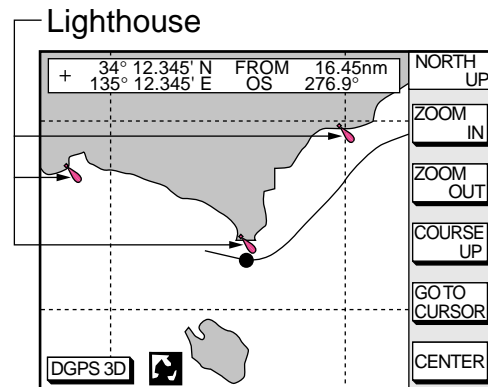 Lighthouse
+ 34° 12.345' N FROM 16.45nm
135° 12.345' E OS 276.9°
NORTH
UP
ZOOM
IN
ZOOM
OUT
COURSE
UP
GO TO
CURSOR
CENTER
DGPS 3D